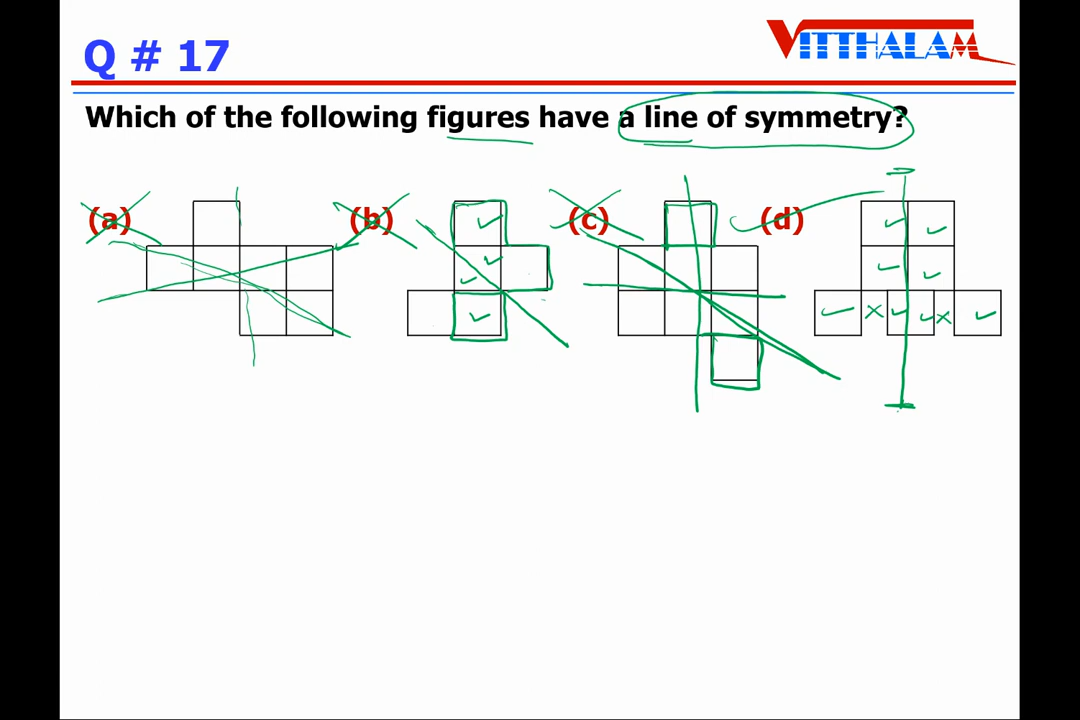 Q # 17
VITTHALAM
Which of the following figures have a line of symmetry?
(a) (b) (c) (d)